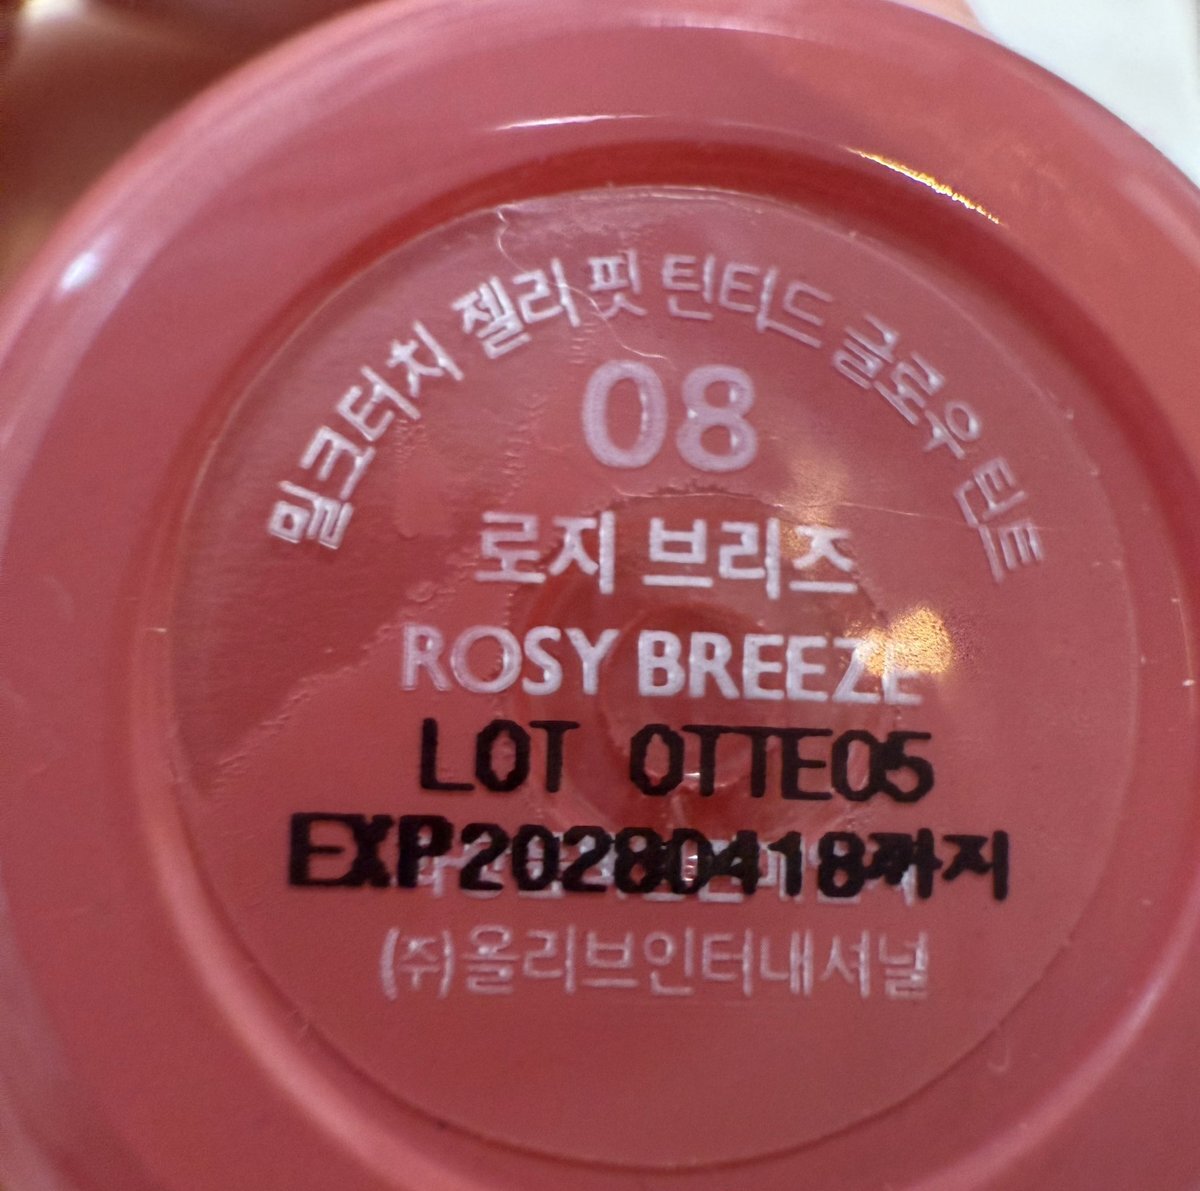 밀크터치 젤리 핏 틴티드 글로우 틴트
08
로지 브리즈
ROSY BREEZE
LOT OTTE05
EXP20280418까지
(주)올리브인터내셔널